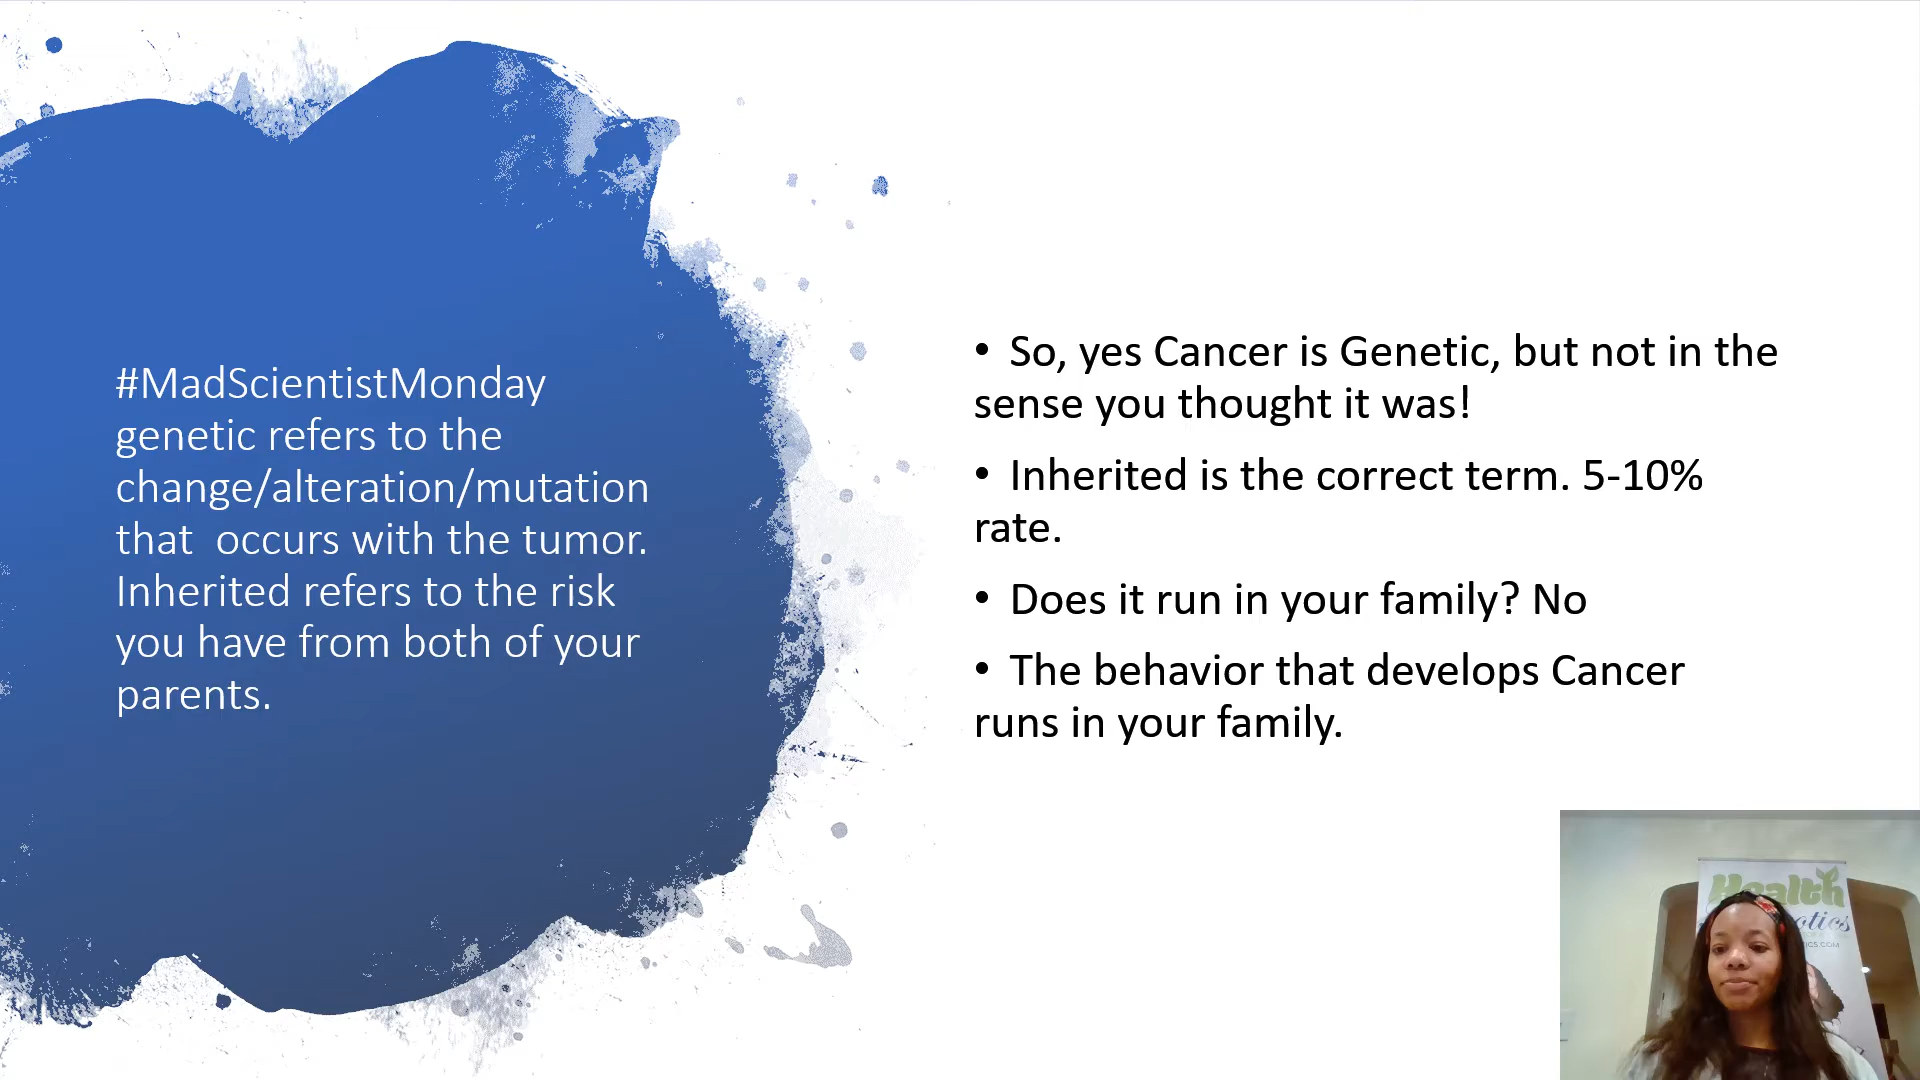 #MadScientistMonday
genetic refers to the
change/alteration/mutation
that  occurs with the tumor.
Inherited refers to the risk
you have from both of your
parents.
• So, yes Cancer is Genetic, but not in the
sense you thought it was!
• Inherited is the correct term. 5-10%
rate.
• Does it run in your family? No
• The behavior that develops Cancer
runs in your family.
Health